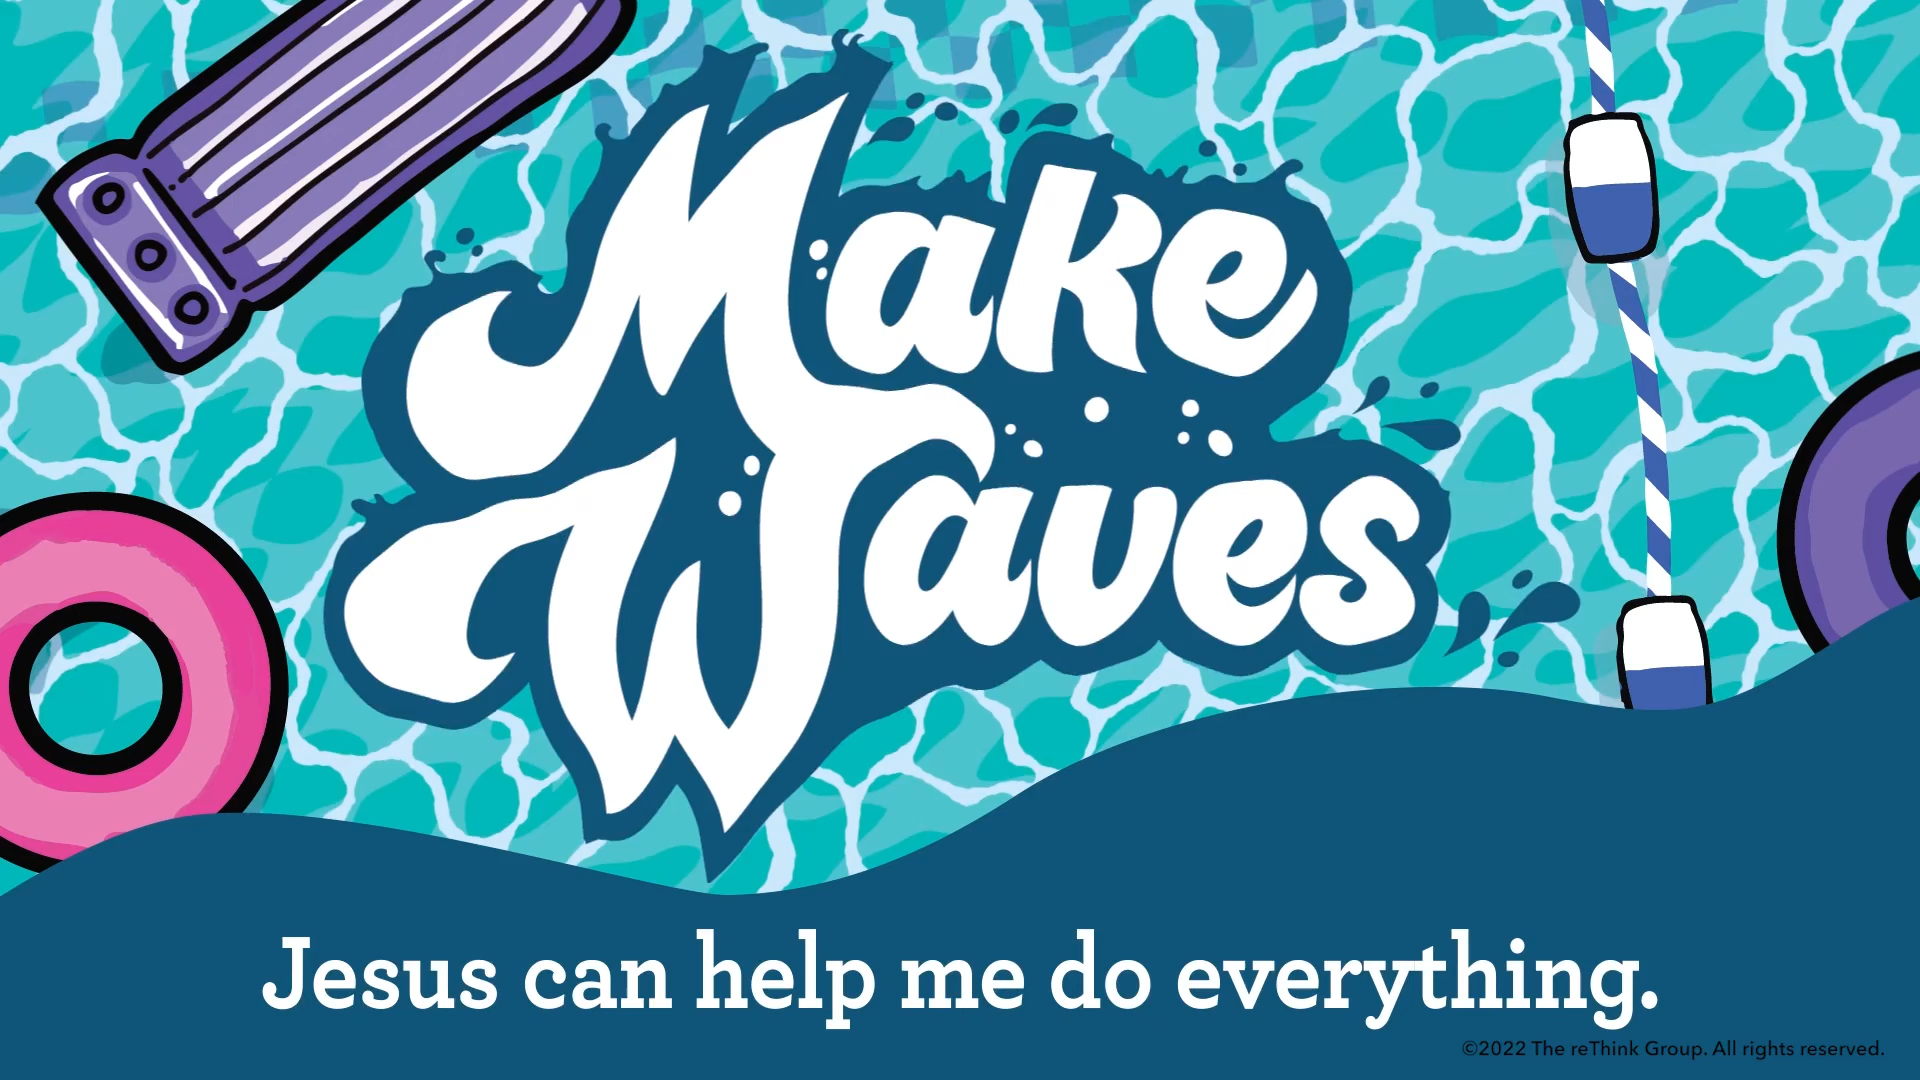 Make
Waves
Jesus can help me do everything.
©2022 The reThink Group. All rights reserved.